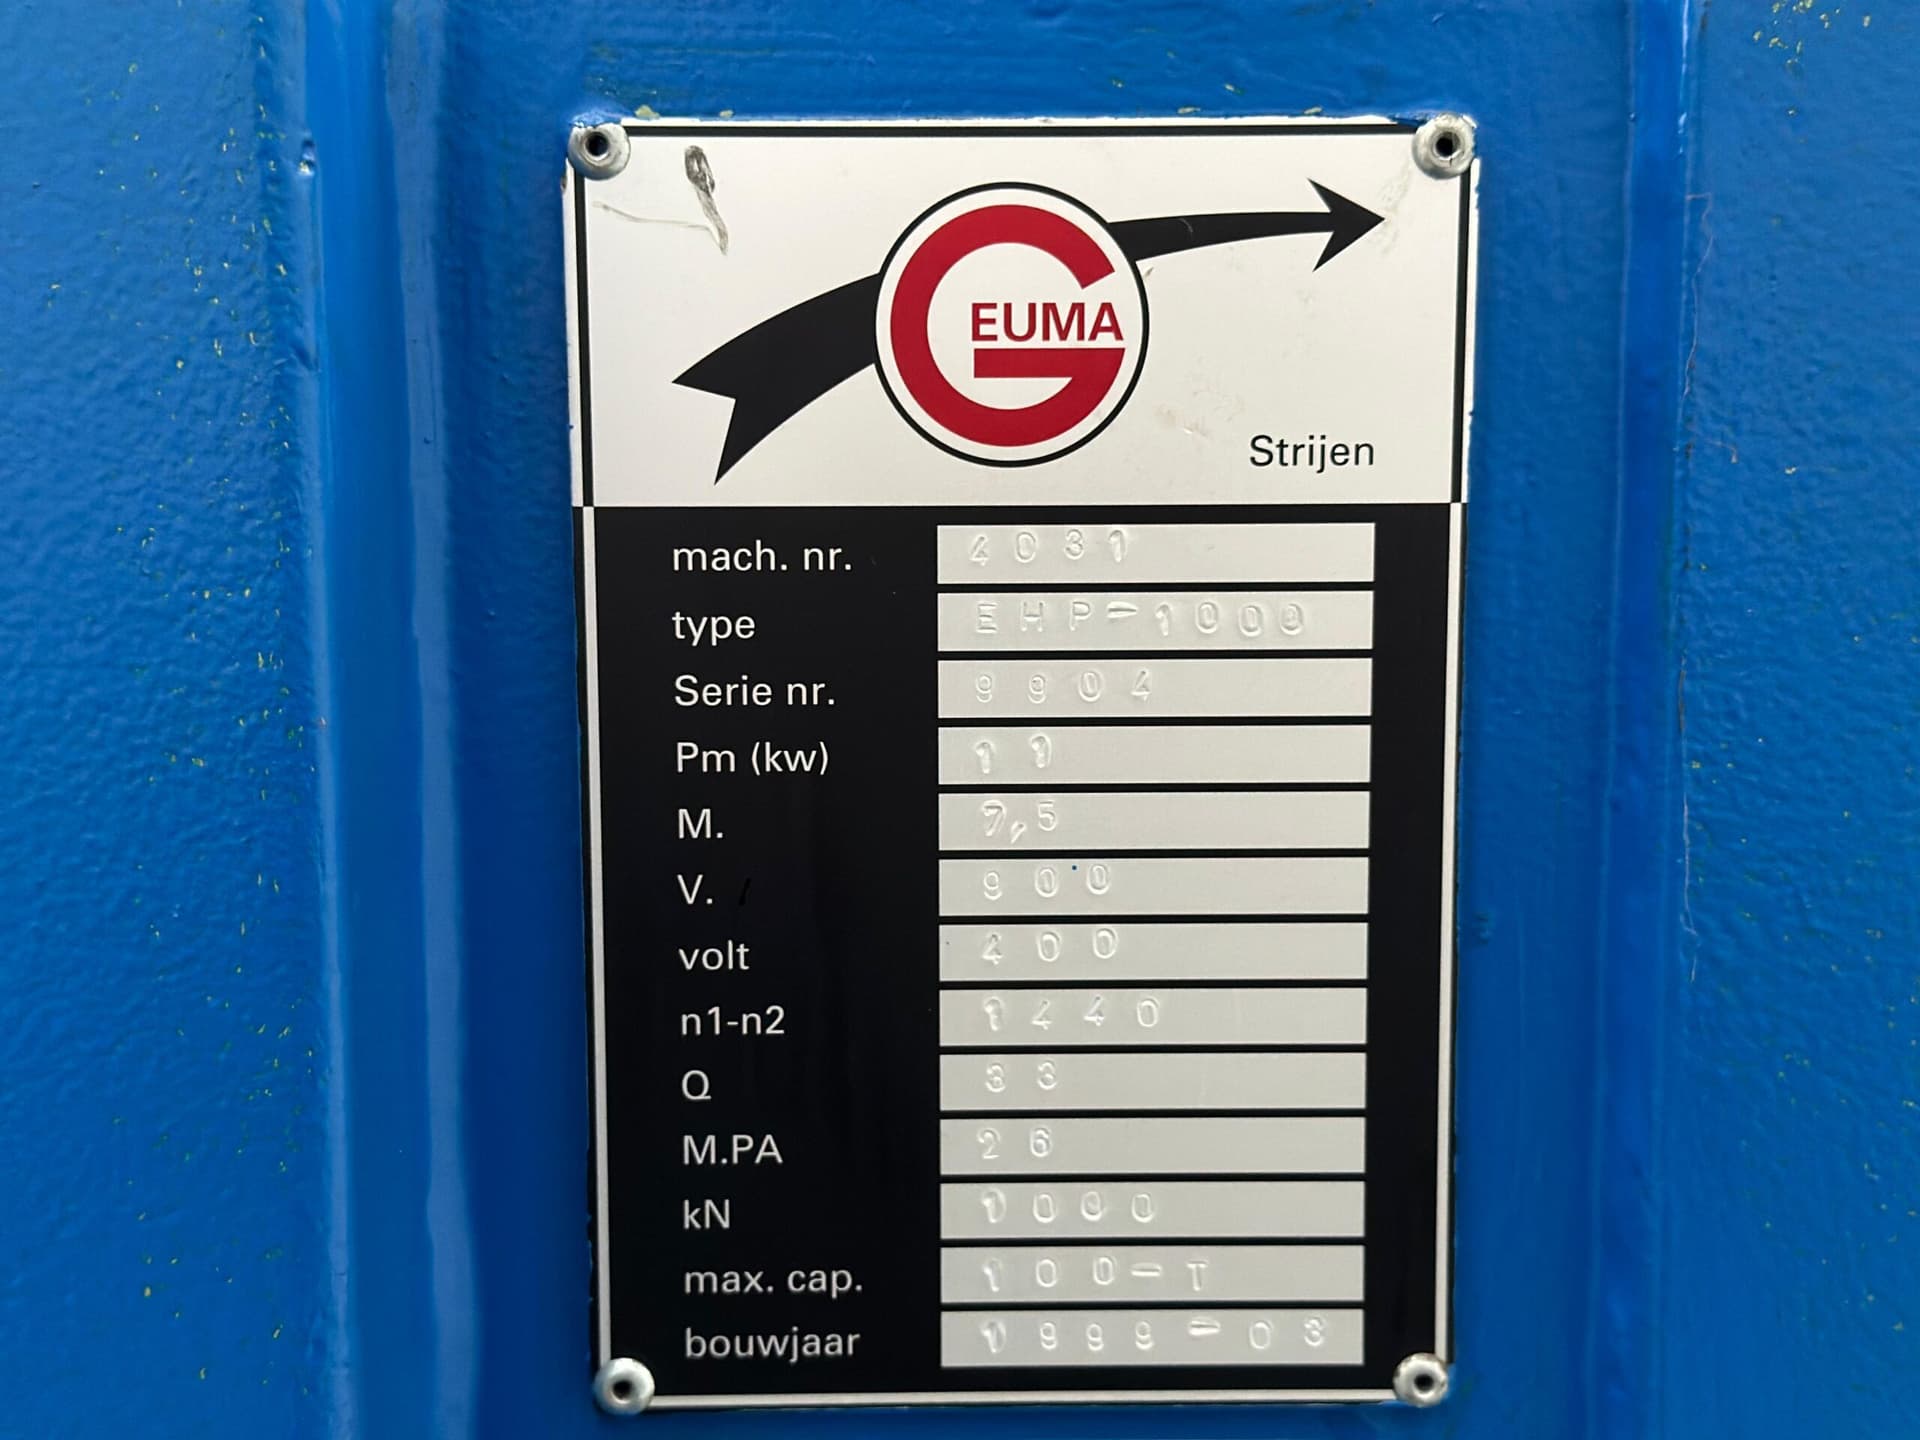 GEUMA
Strijen
mach. nr. 4031
type EHP-1000
Serie nr. 9904
Pm (kw) 11
M. 7,5
V. 900
volt 400
n1-n2 1440
Q 33
M.PA 26
kN 1000
max. cap. 100-T
bouwjaar 1999-03